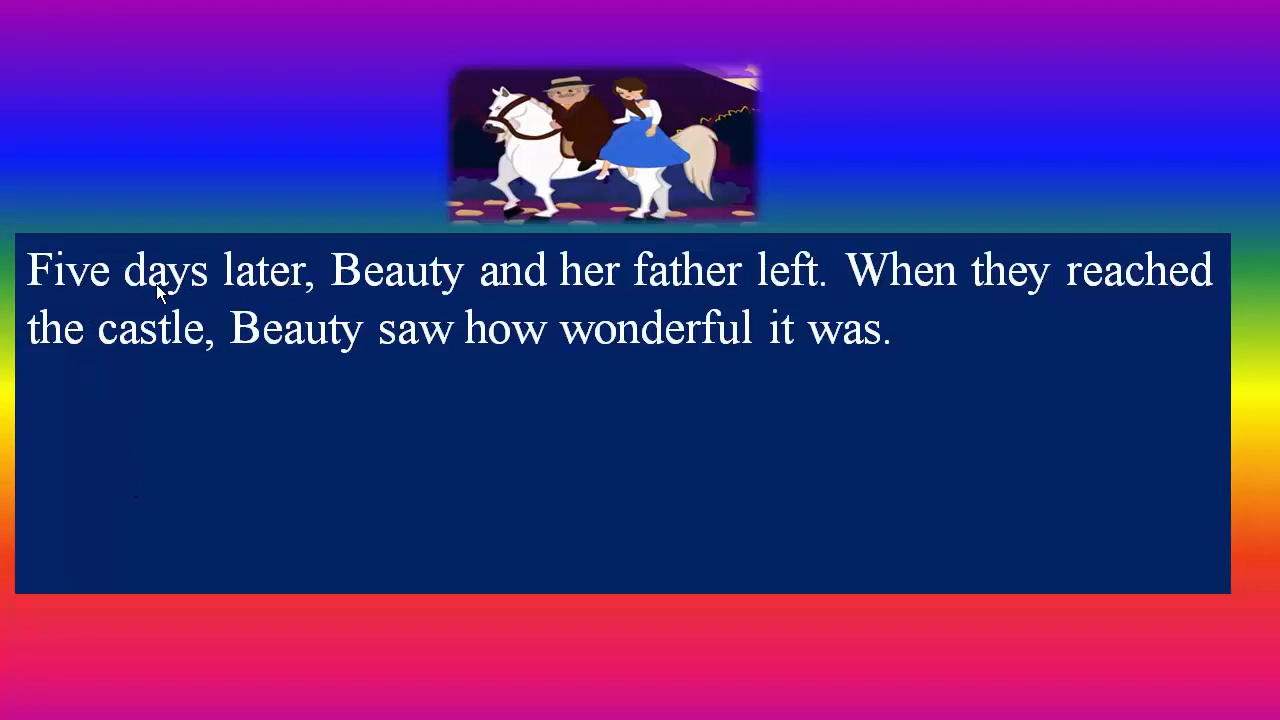 Five days later, Beauty and her father left. When they reached
the castle, Beauty saw how wonderful it was.